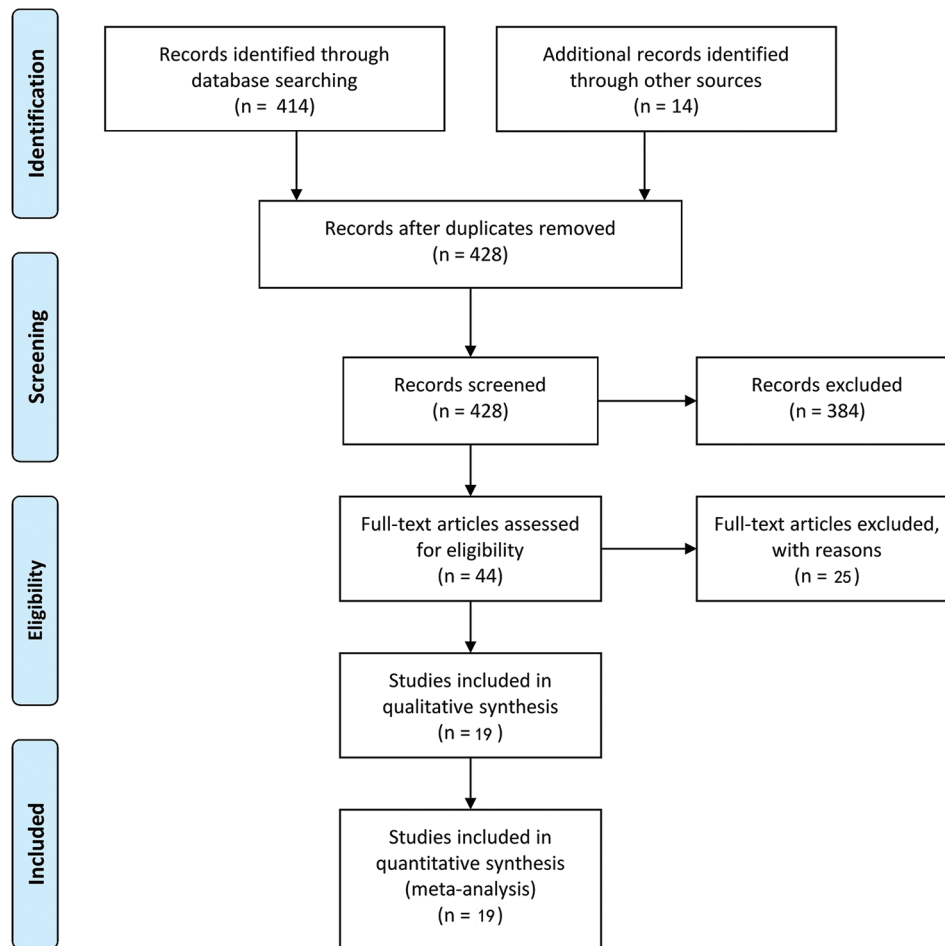 Identification
Records identified through
database searching
(n = 414)
Additional records identified
through other sources
(n = 14)
Records after duplicates removed
(n = 428)
Screening
Records screened
(n = 428)
Records excluded
(n = 384)
Eligibility
Full-text articles assessed
for eligibility
(n = 44)
Full-text articles excluded,
with reasons
(n = 25)
Studies included in
qualitative synthesis
(n = 19 )
Included
Studies included in
quantitative synthesis
(meta-analysis)
(n = 19)